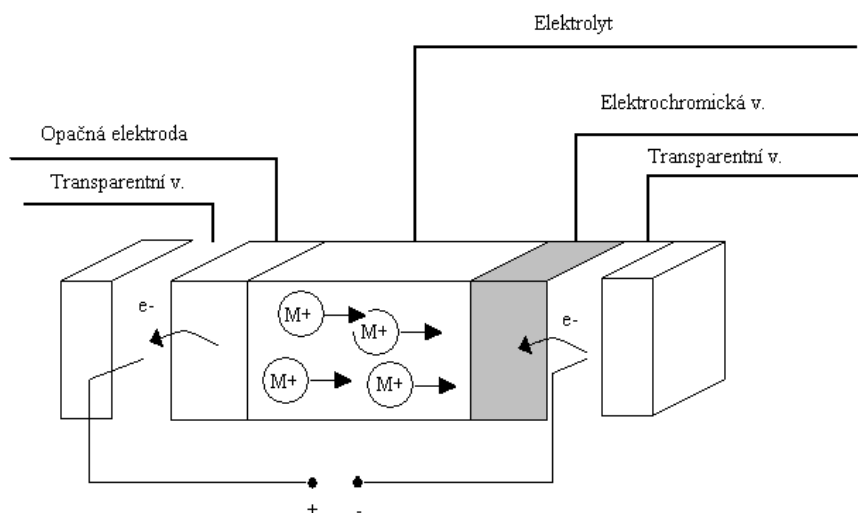 Elektrolyt
Elektrochromická v.
Opačná elektroda
Transparentní v.
Transparentní v.
e-
e-
M+
M+
M+
M+
+ -